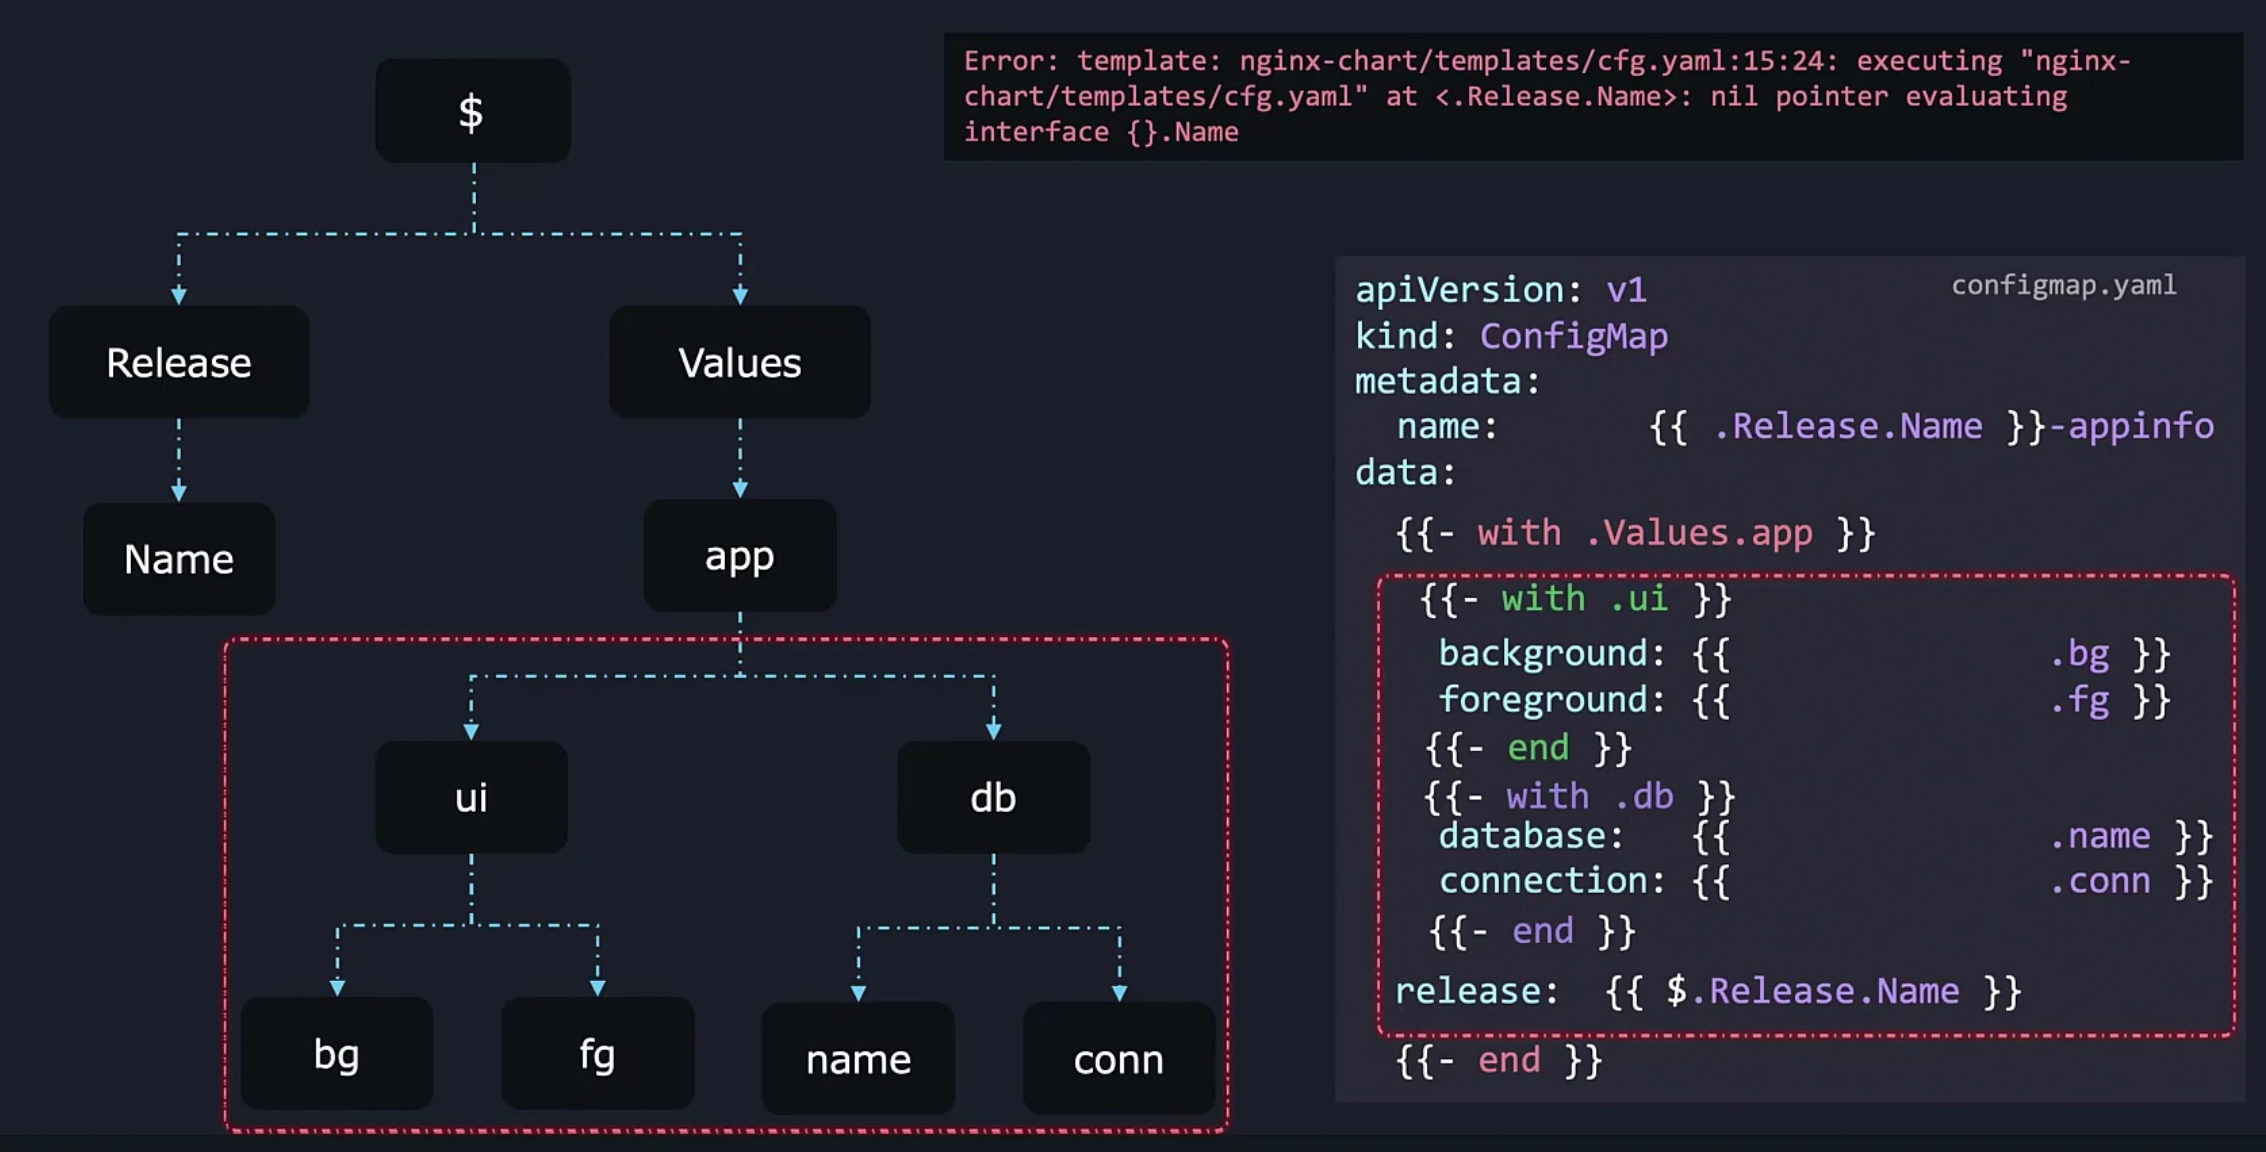 $
Release
Values
Name
app
ui
db
bg
fg
name
conn
Error: template: nginx-chart/templates/cfg.yaml:15:24: executing "nginx-
chart/templates/cfg.yaml" at <.Release.Name>: nil pointer evaluating
interface {}.Name
configmap.yaml
apiVersion: v1
kind: ConfigMap
metadata:
  name:      {{ .Release.Name }}-appinfo
data:
  {{- with .Values.app }}
    {{- with .ui }}
    background: {{ .bg }}
    foreground: {{ .fg }}
    {{- end }}
    {{- with .db }}
    database:   {{ .name }}
    connection: {{ .conn }}
    {{- end }}
  release:  {{ $.Release.Name }}
  {{- end }}